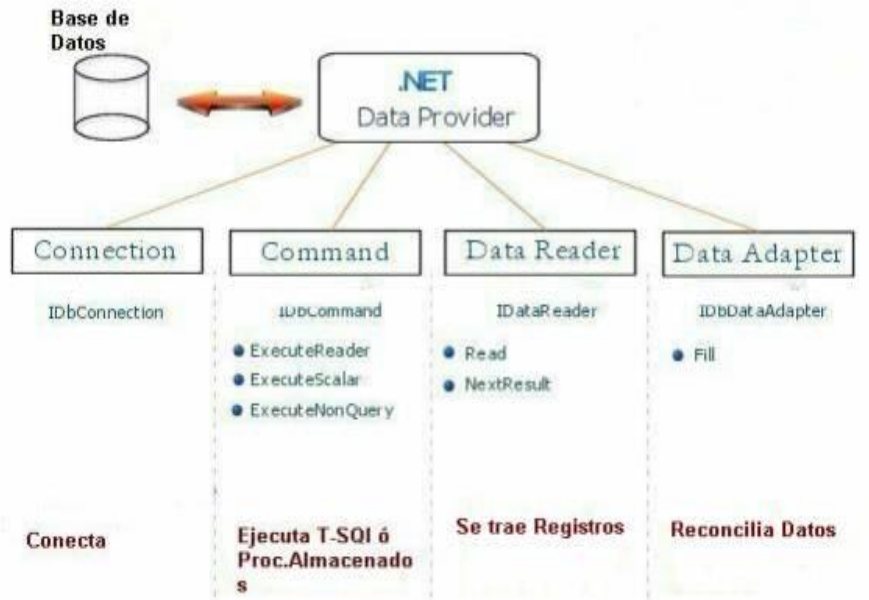 Base de
Datos
.NET
Data Provider
Connection
Command
Data Reader
Data Adapter
IDbConnection
IDbCommand
IDataReader
IDbDataAdapter
ExecuteReader
ExecuteScalar
ExecuteNonQuery
Read
NextResult
Fill
Conecta
Ejecuta T-SQl ó
Proc.Almacenado
s
Se trae Registros
Reconcilia Datos